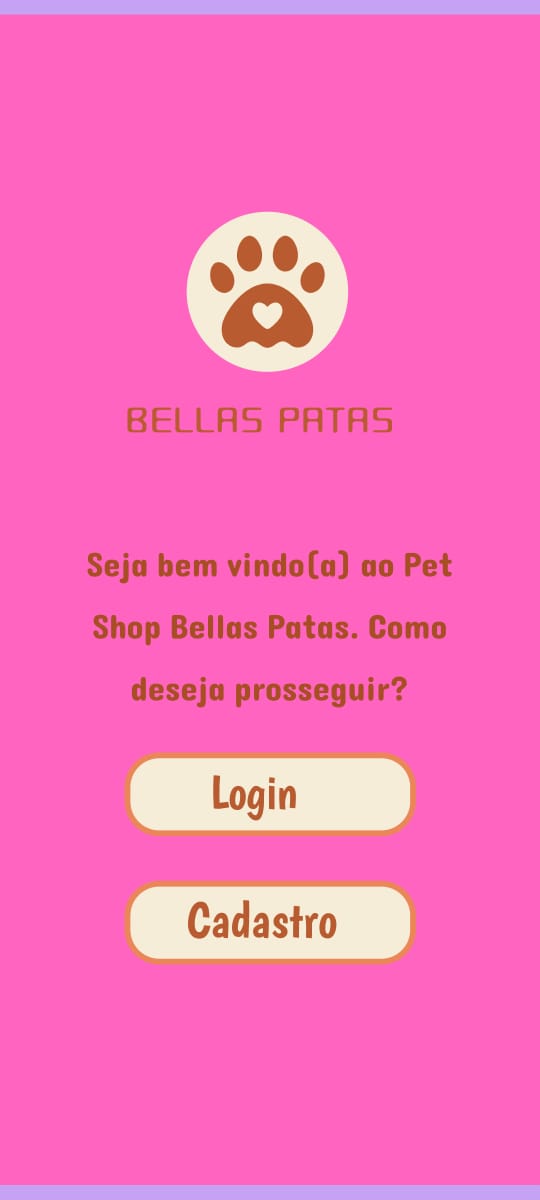 BELLAS PATAS
Seja bem vindo(a) ao Pet
Shop Bellas Patas. Como
deseja prosseguir?
Login
Cadastro